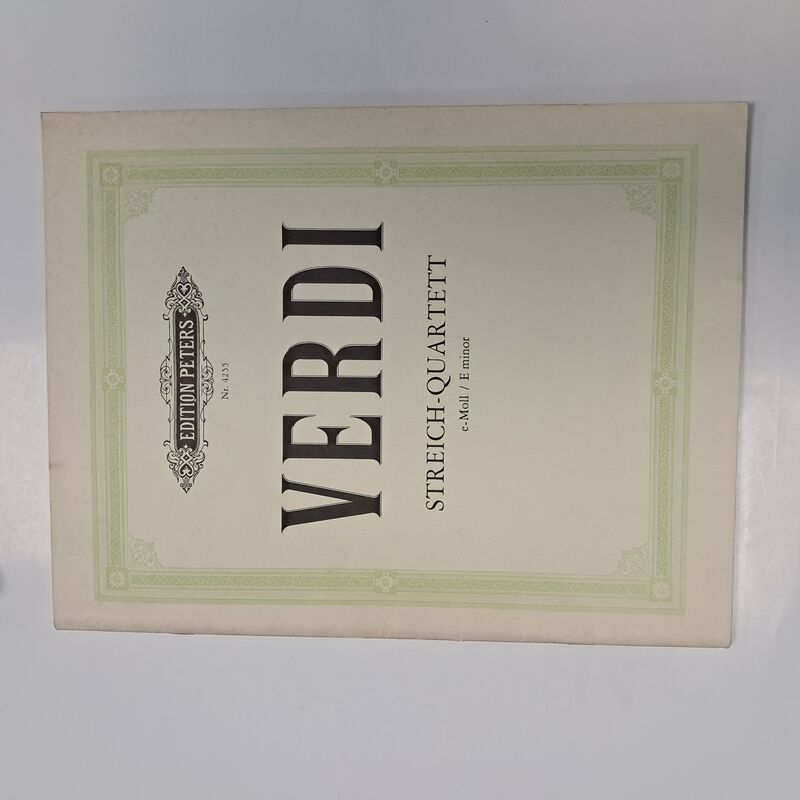 EDITION PETERS
Nr. 4255
VERDI
STREICH-QUARTETT
e-Moll / E minor